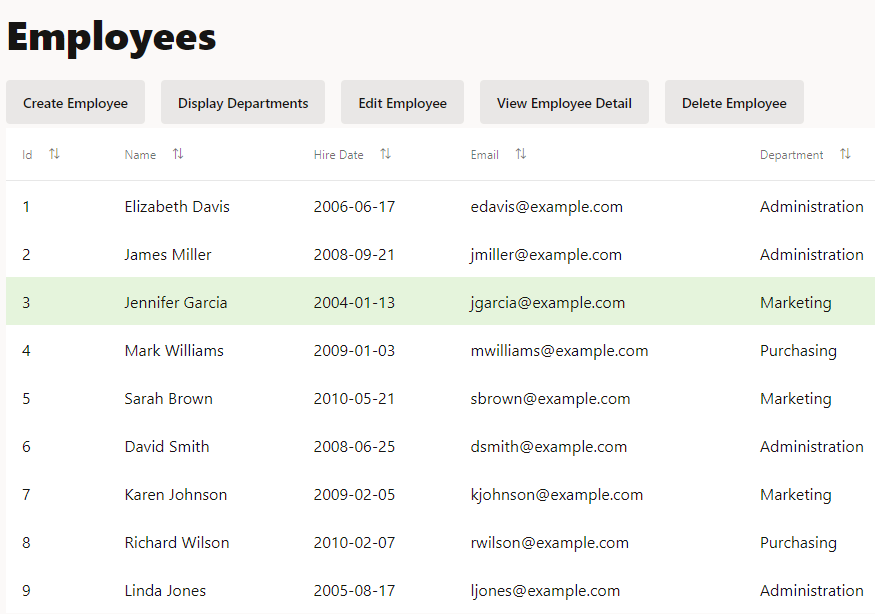 Employees
Create Employee Display Departments Edit Employee View Employee Detail Delete Employee
Id Name Hire Date Email Department
1 Elizabeth Davis 2006-06-17 edavis@example.com Administration
2 James Miller 2008-09-21 jmiller@example.com Administration
3 Jennifer Garcia 2004-01-13 jgarcia@example.com Marketing
4 Mark Williams 2009-01-03 mwilliams@example.com Purchasing
5 Sarah Brown 2010-05-21 sbrown@example.com Marketing
6 David Smith 2008-06-25 dsmith@example.com Administration
7 Karen Johnson 2009-02-05 kjohnson@example.com Marketing
8 Richard Wilson 2010-02-07 rwilson@example.com Purchasing
9 Linda Jones 2005-08-17 ljones@example.com Administration